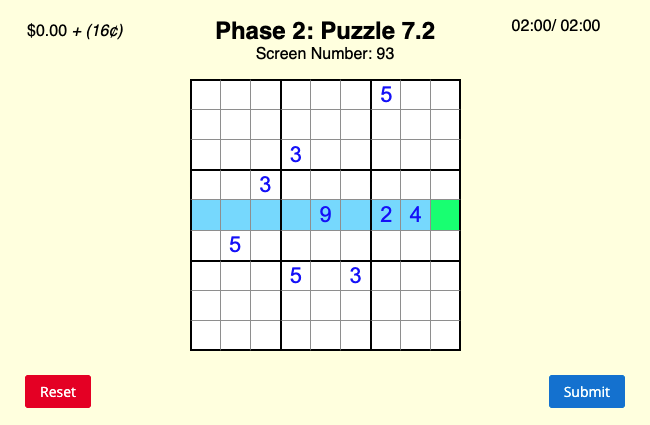 $0.00 + (16¢)
Phase 2: Puzzle 7.2
02:00/ 02:00
Screen Number: 93
5
3
3
9 2 4
5
5 3
Reset
Submit